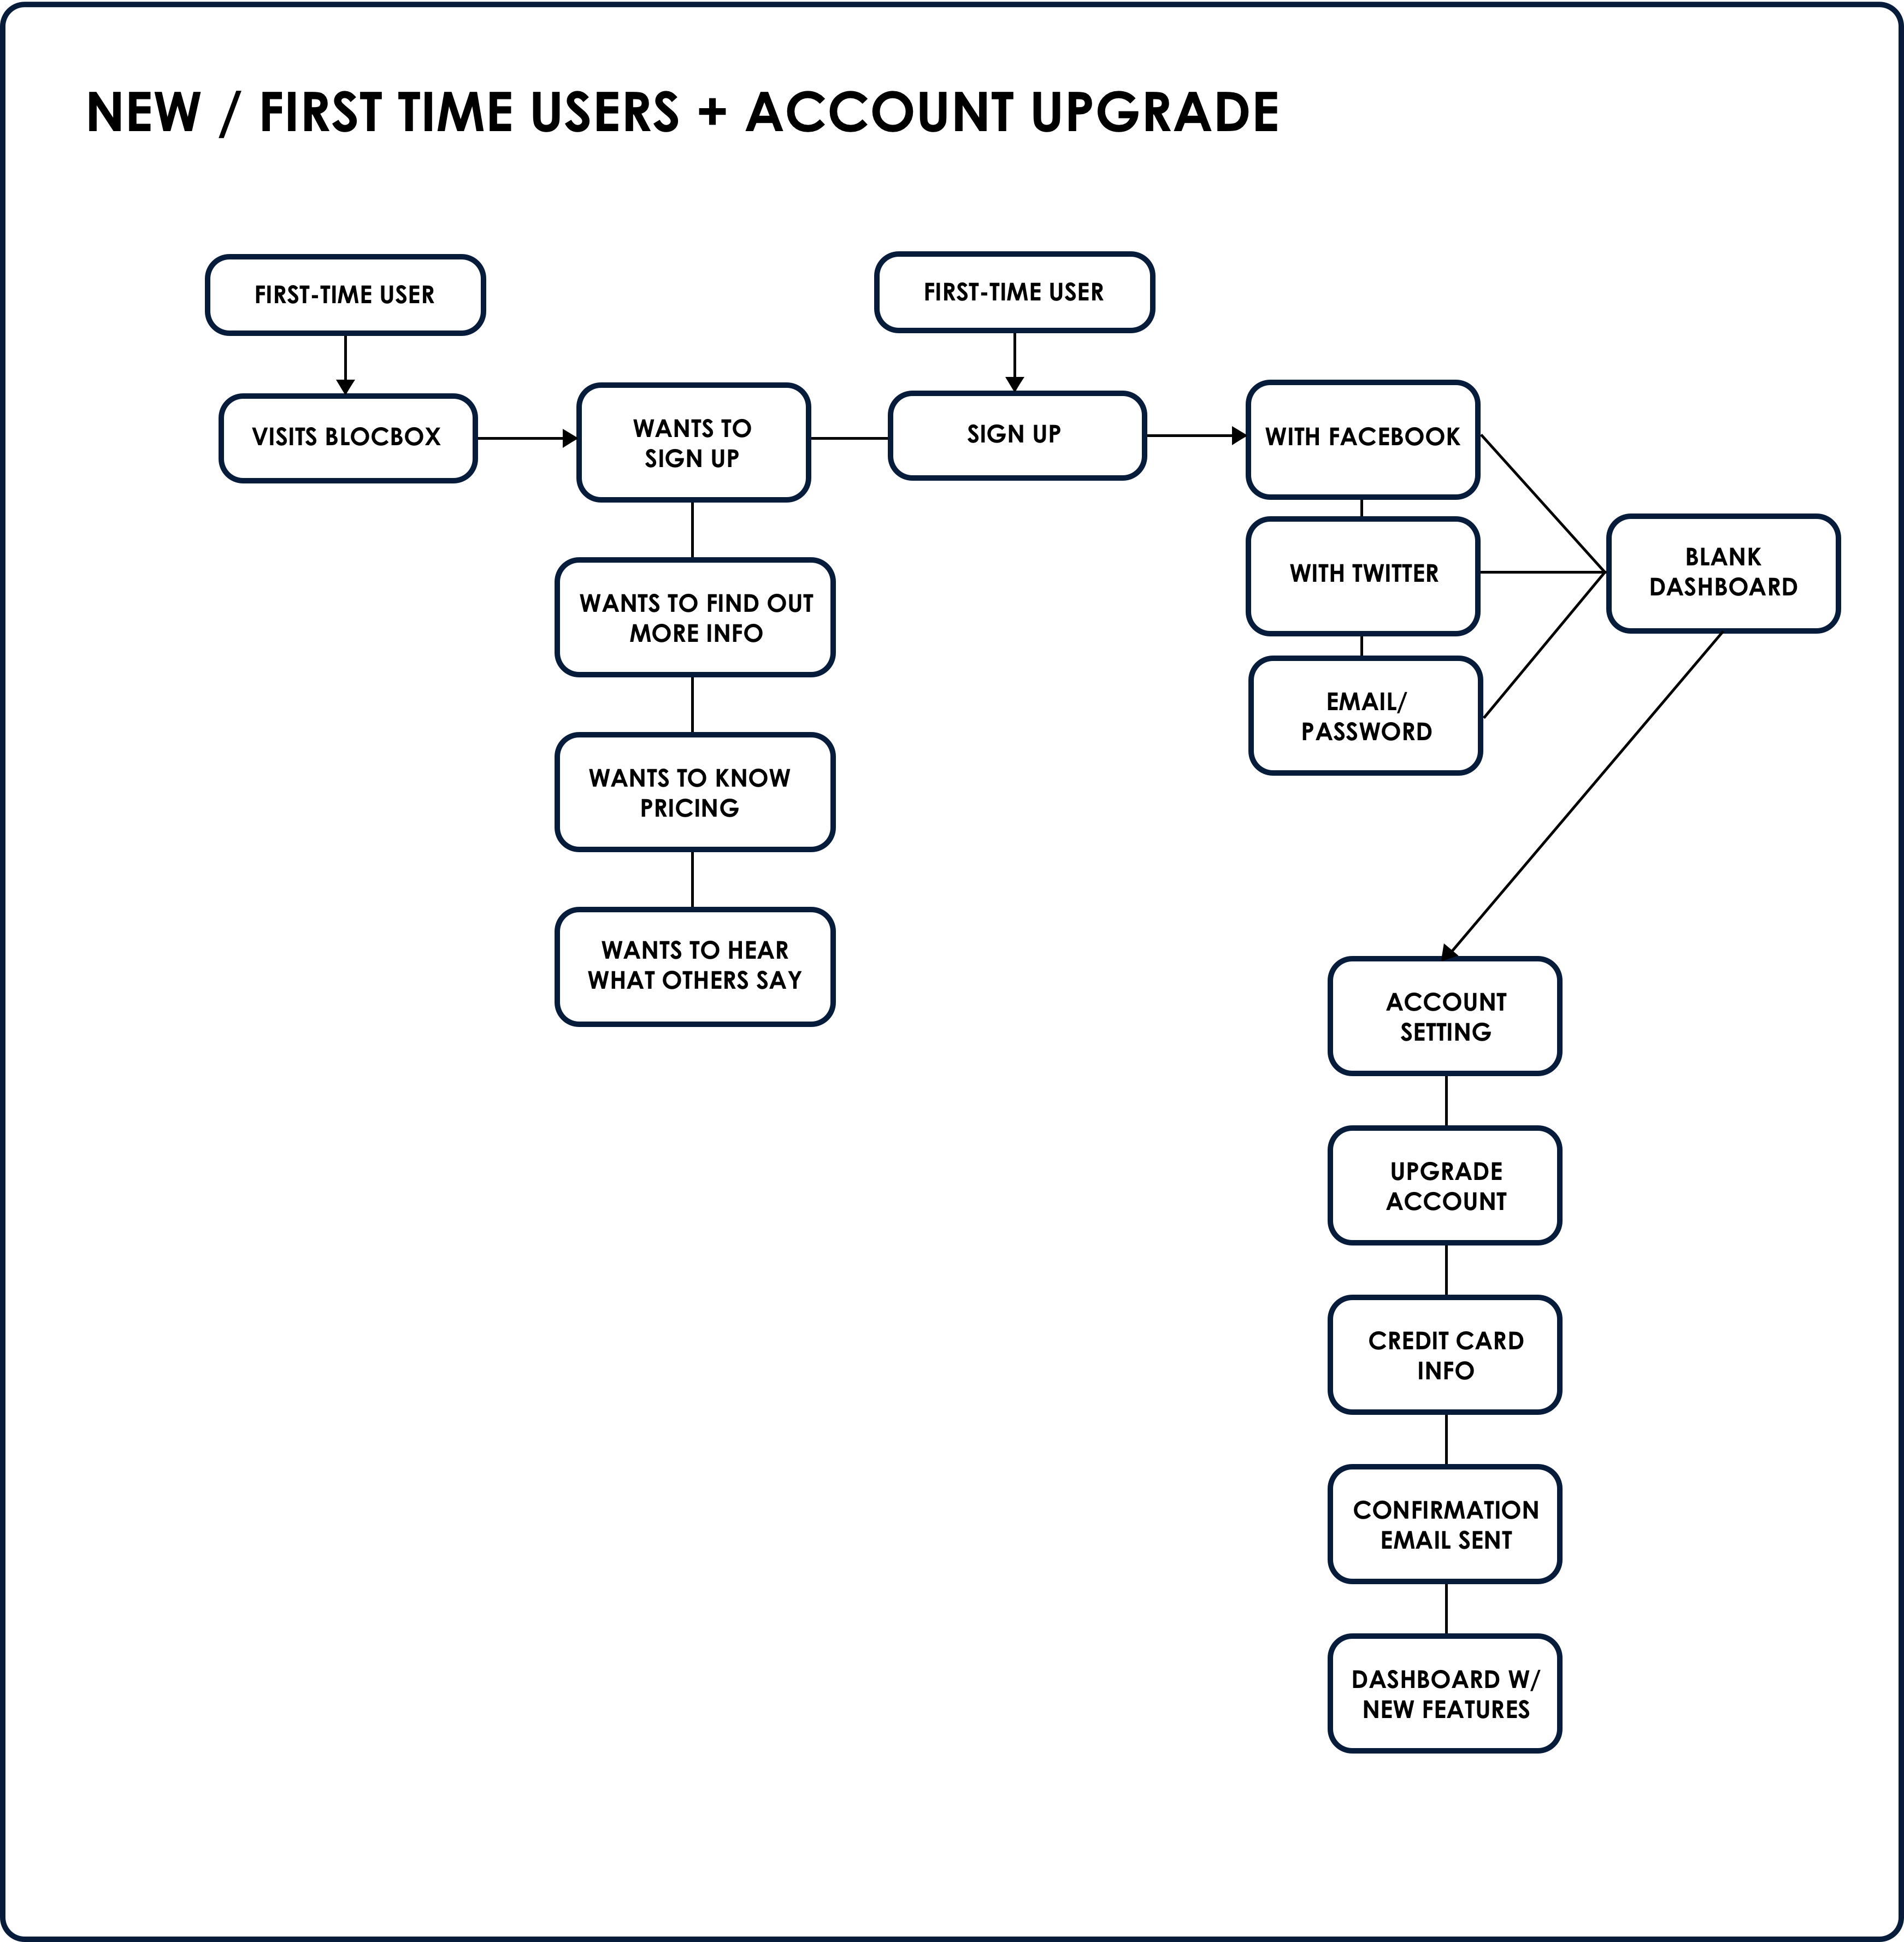 NEW / FIRST TIME USERS + ACCOUNT UPGRADE
FIRST-TIME USER
VISITS BLOCBOX
WANTS TO
SIGN UP
WANTS TO FIND OUT
MORE INFO
WANTS TO KNOW
PRICING
WANTS TO HEAR
WHAT OTHERS SAY
FIRST-TIME USER
SIGN UP
WITH FACEBOOK
WITH TWITTER
EMAIL/
PASSWORD
BLANK
DASHBOARD
ACCOUNT
SETTING
UPGRADE
ACCOUNT
CREDIT CARD
INFO
CONFIRMATION
EMAIL SENT
DASHBOARD W/
NEW FEATURES